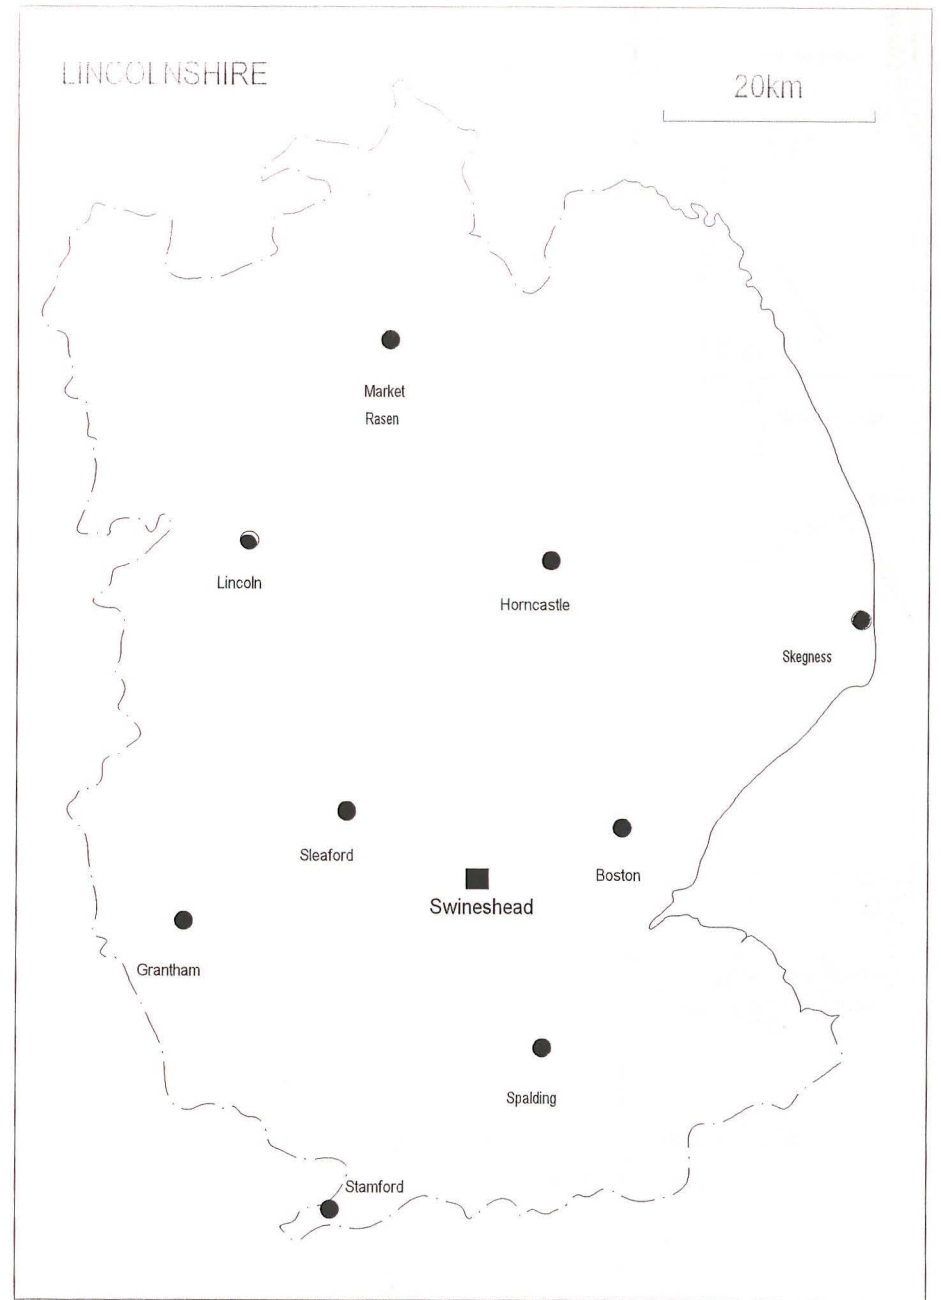 LINCOLNSHIRE
20km
Market
Rasen
Lincoln
Horncastle
Skegness
Sleaford
Boston
Swineshead
Grantham
Spalding
Stamford